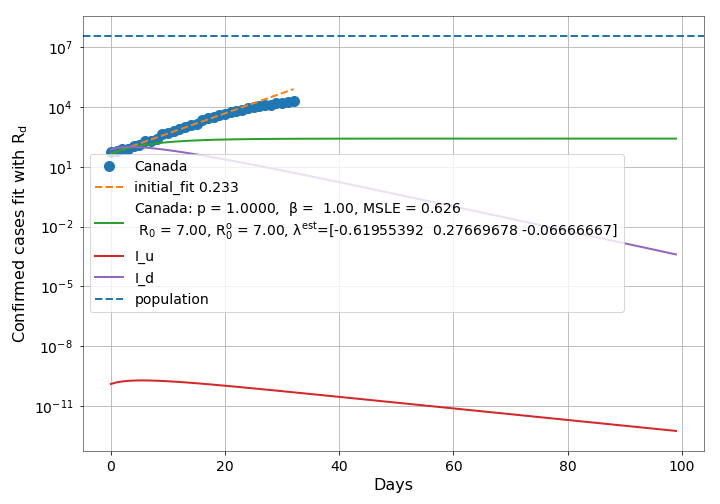 10⁷
10⁴
10¹
10⁻²
10⁻⁵
10⁻⁸
10⁻¹¹
Confirmed cases fit with R_d
Canada
initial_fit 0.233
Canada: p = 1.0000,  β =  1.00, MSLE = 0.626
R₀ = 7.00, R₀ᵒ = 7.00, λᵉˢᵗ=[-0.61955392  0.27669678 -0.06666667]
I_u
I_d
population
0 20 40 60 80 100
Days